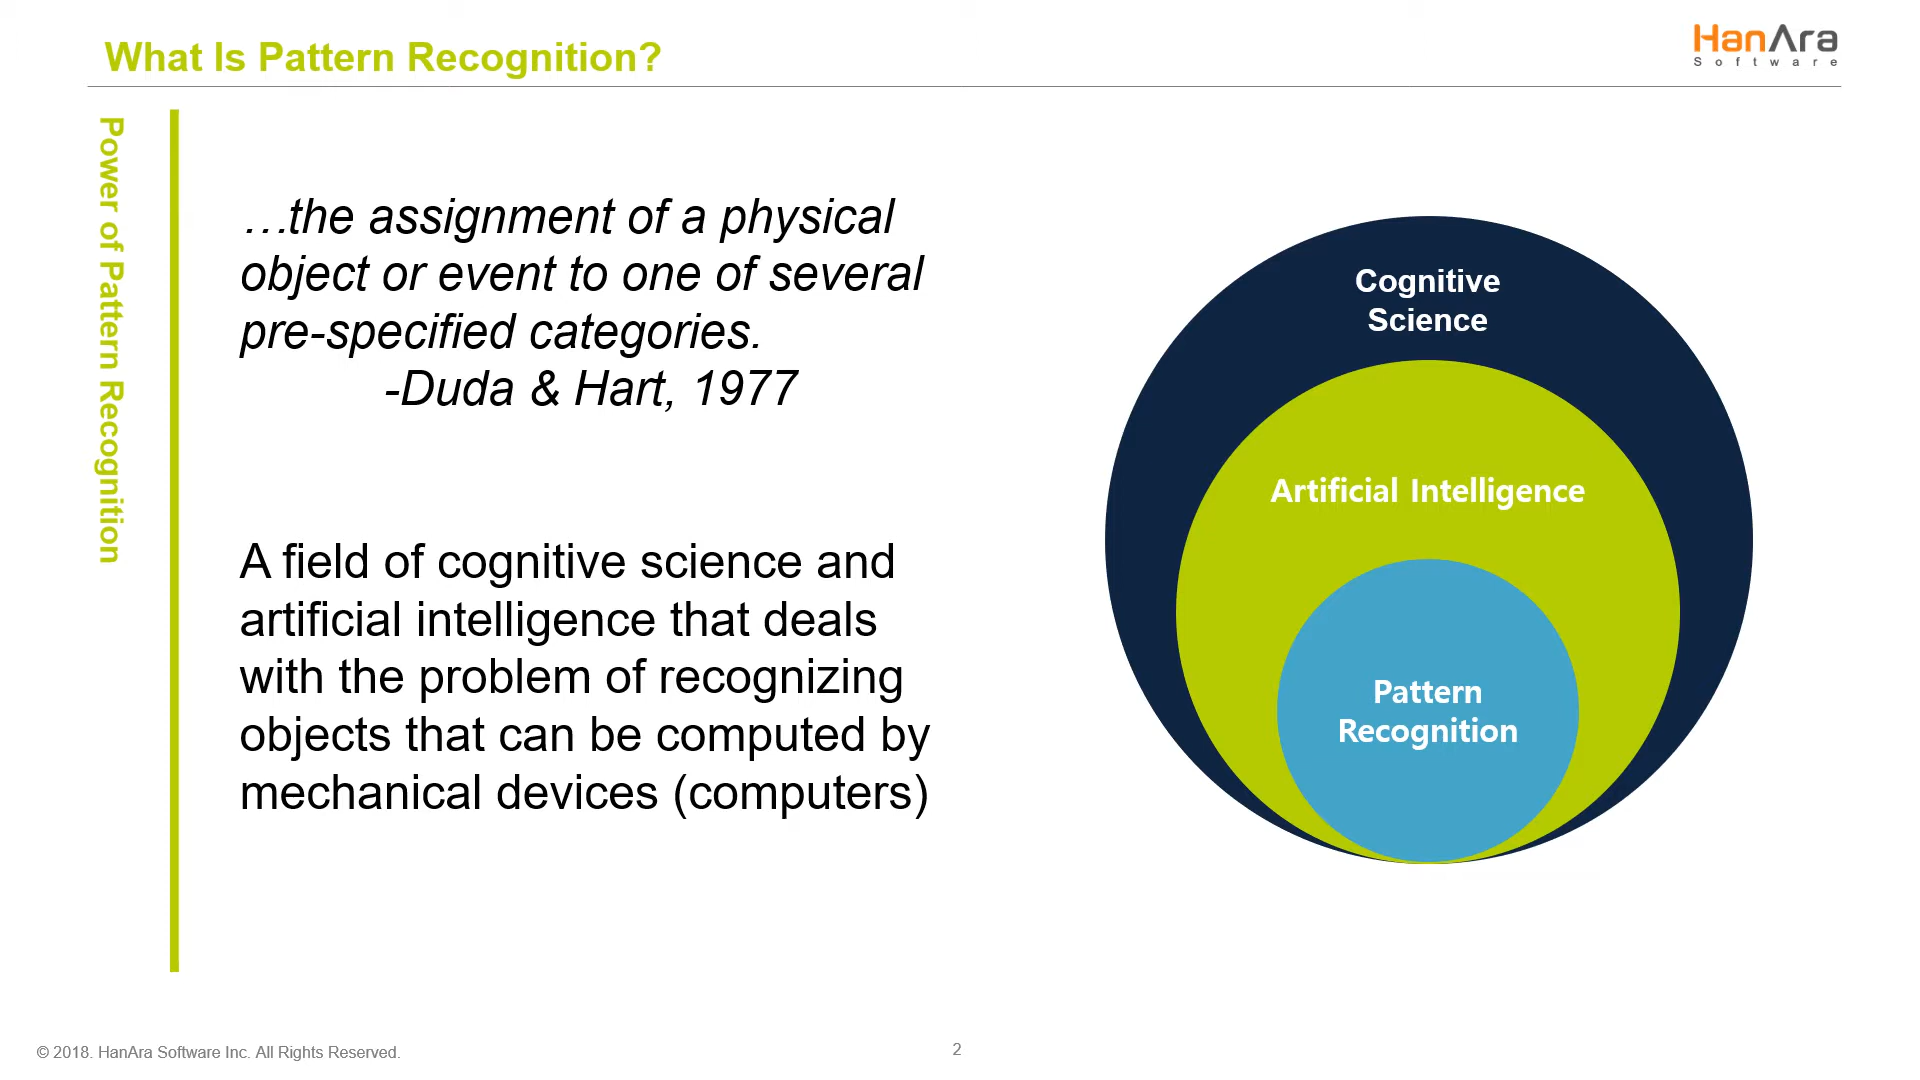 What Is Pattern Recognition?
HanAra
Software
Power of Pattern Recognition
…the assignment of a physical
object or event to one of several
pre-specified categories.
-Duda & Hart, 1977
A field of cognitive science and
artificial intelligence that deals
with the problem of recognizing
objects that can be computed by
mechanical devices (computers)
Cognitive
Science
Artificial Intelligence
Pattern
Recognition
© 2018. HanAra Software Inc. All Rights Reserved.
2